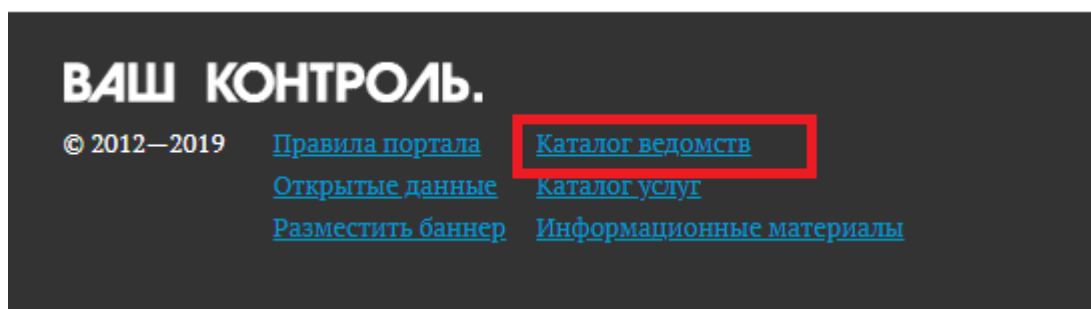 ВАШ КОНТРОЛЬ.
© 2012—2019 Правила портала Каталог ведомств
Открытые данные Каталог услуг
Разместить баннер Информационные материалы